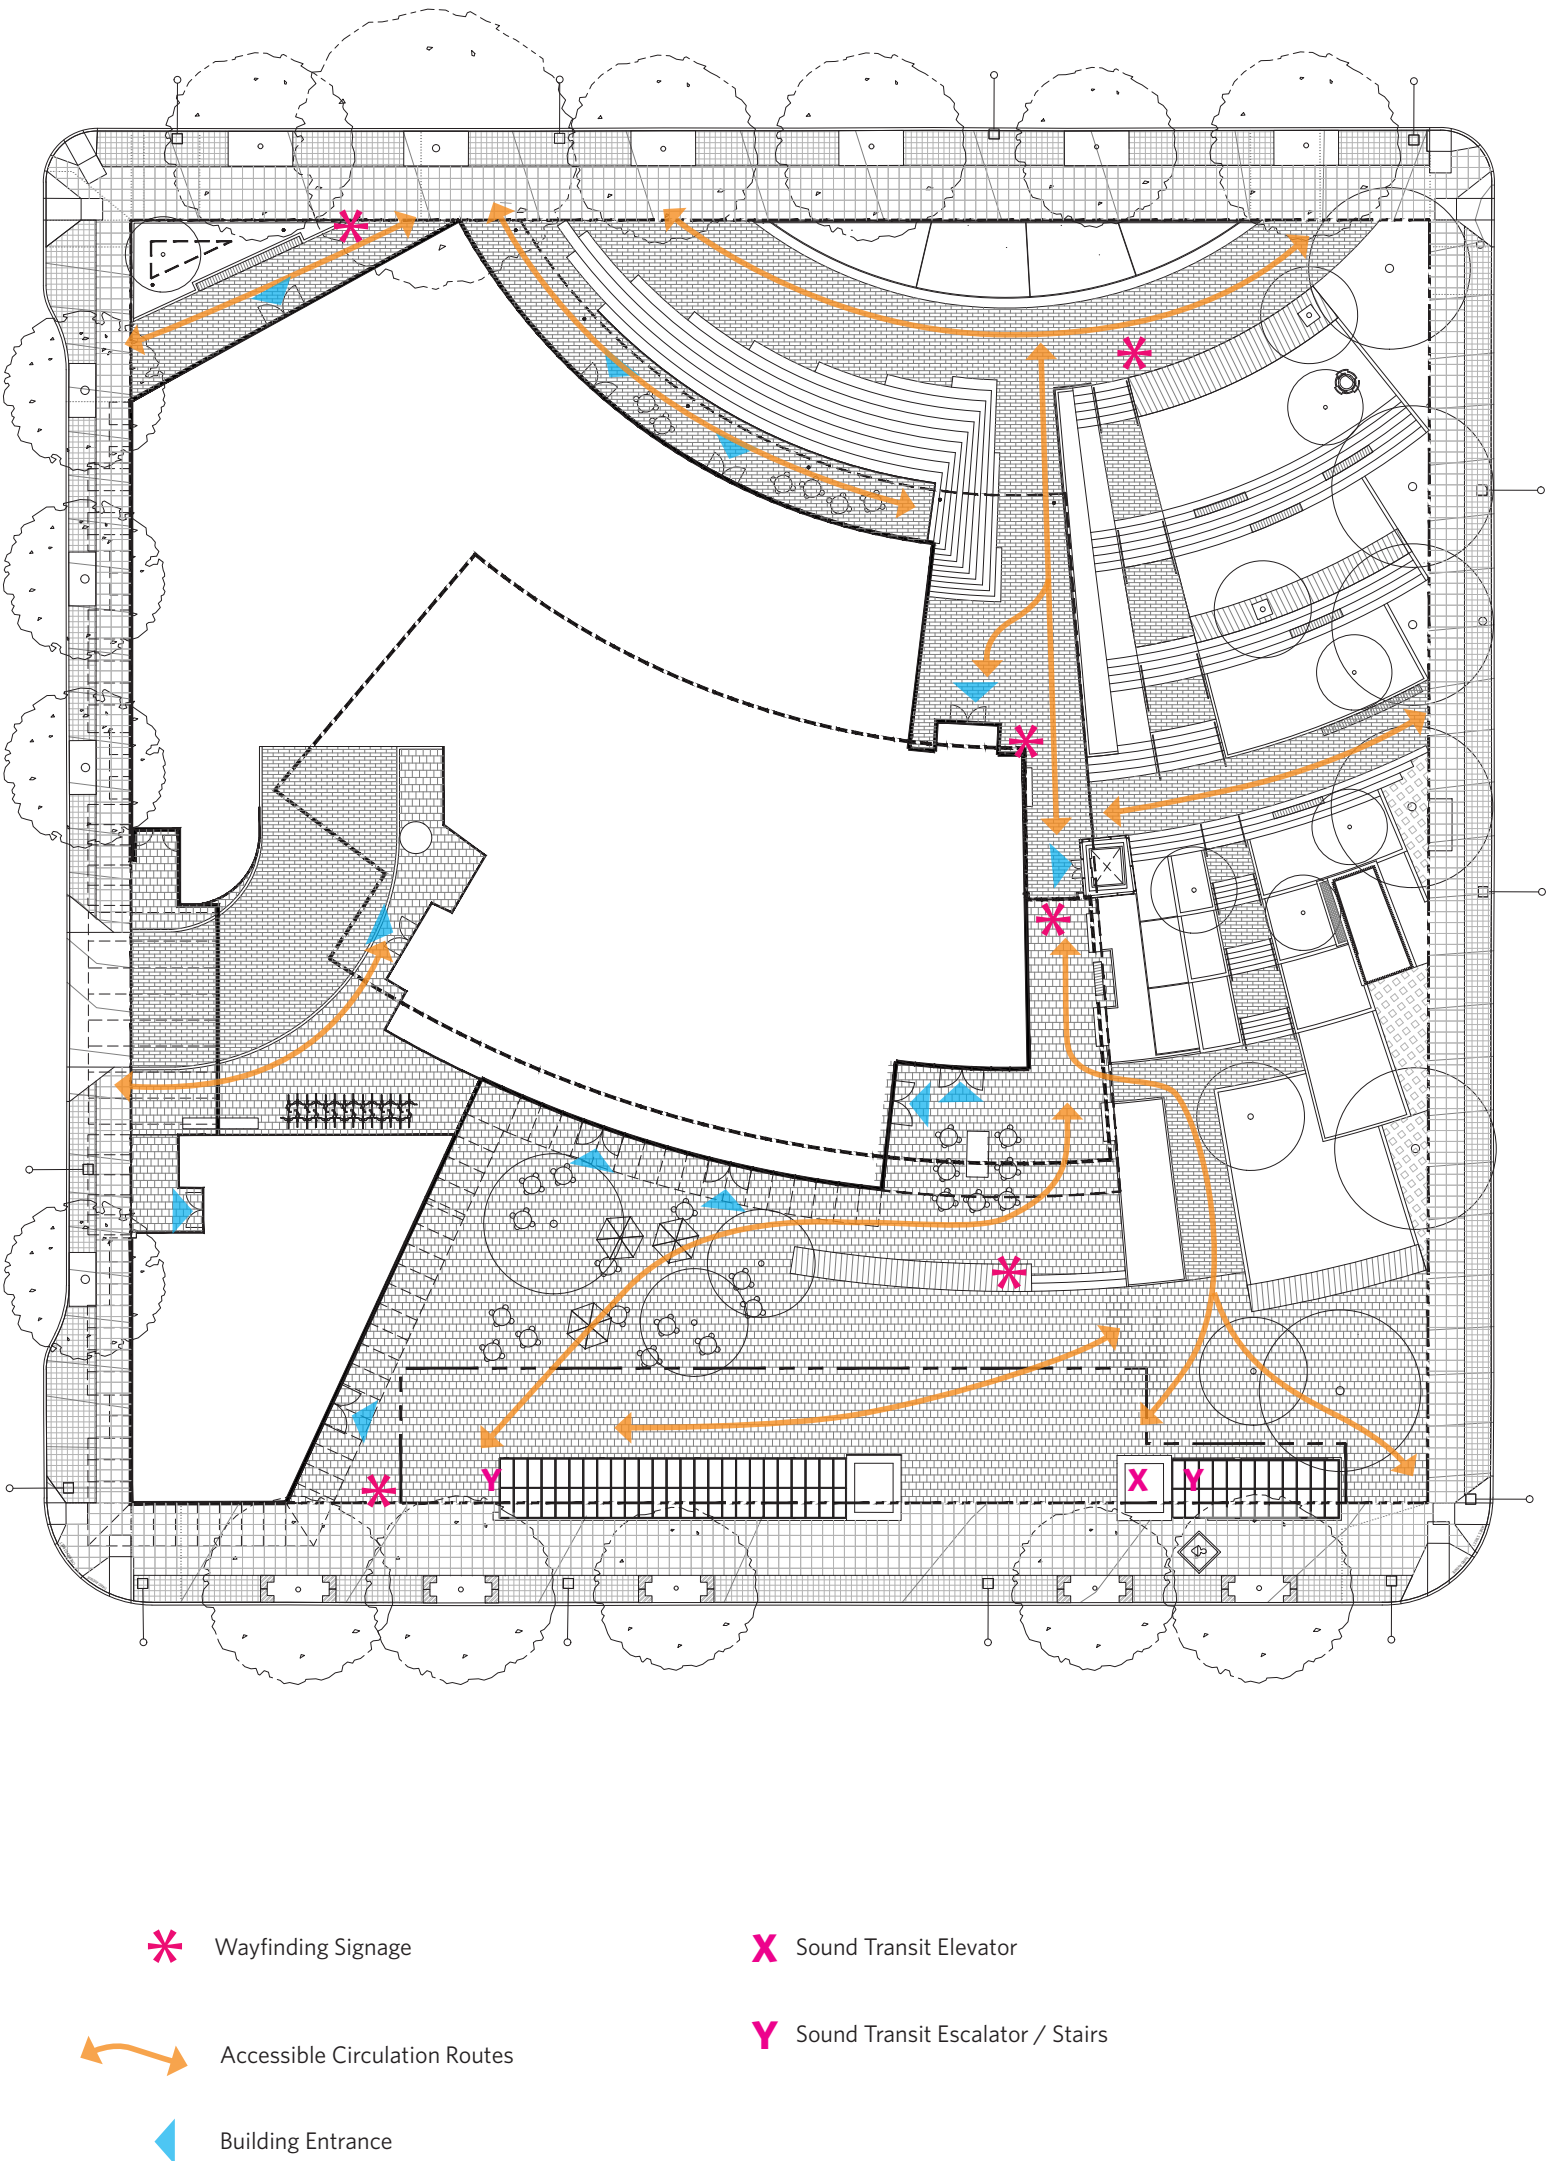 Y
X
Y
Wayfinding Signage
X Sound Transit Elevator
Y Sound Transit Escalator / Stairs
Accessible Circulation Routes
Building Entrance